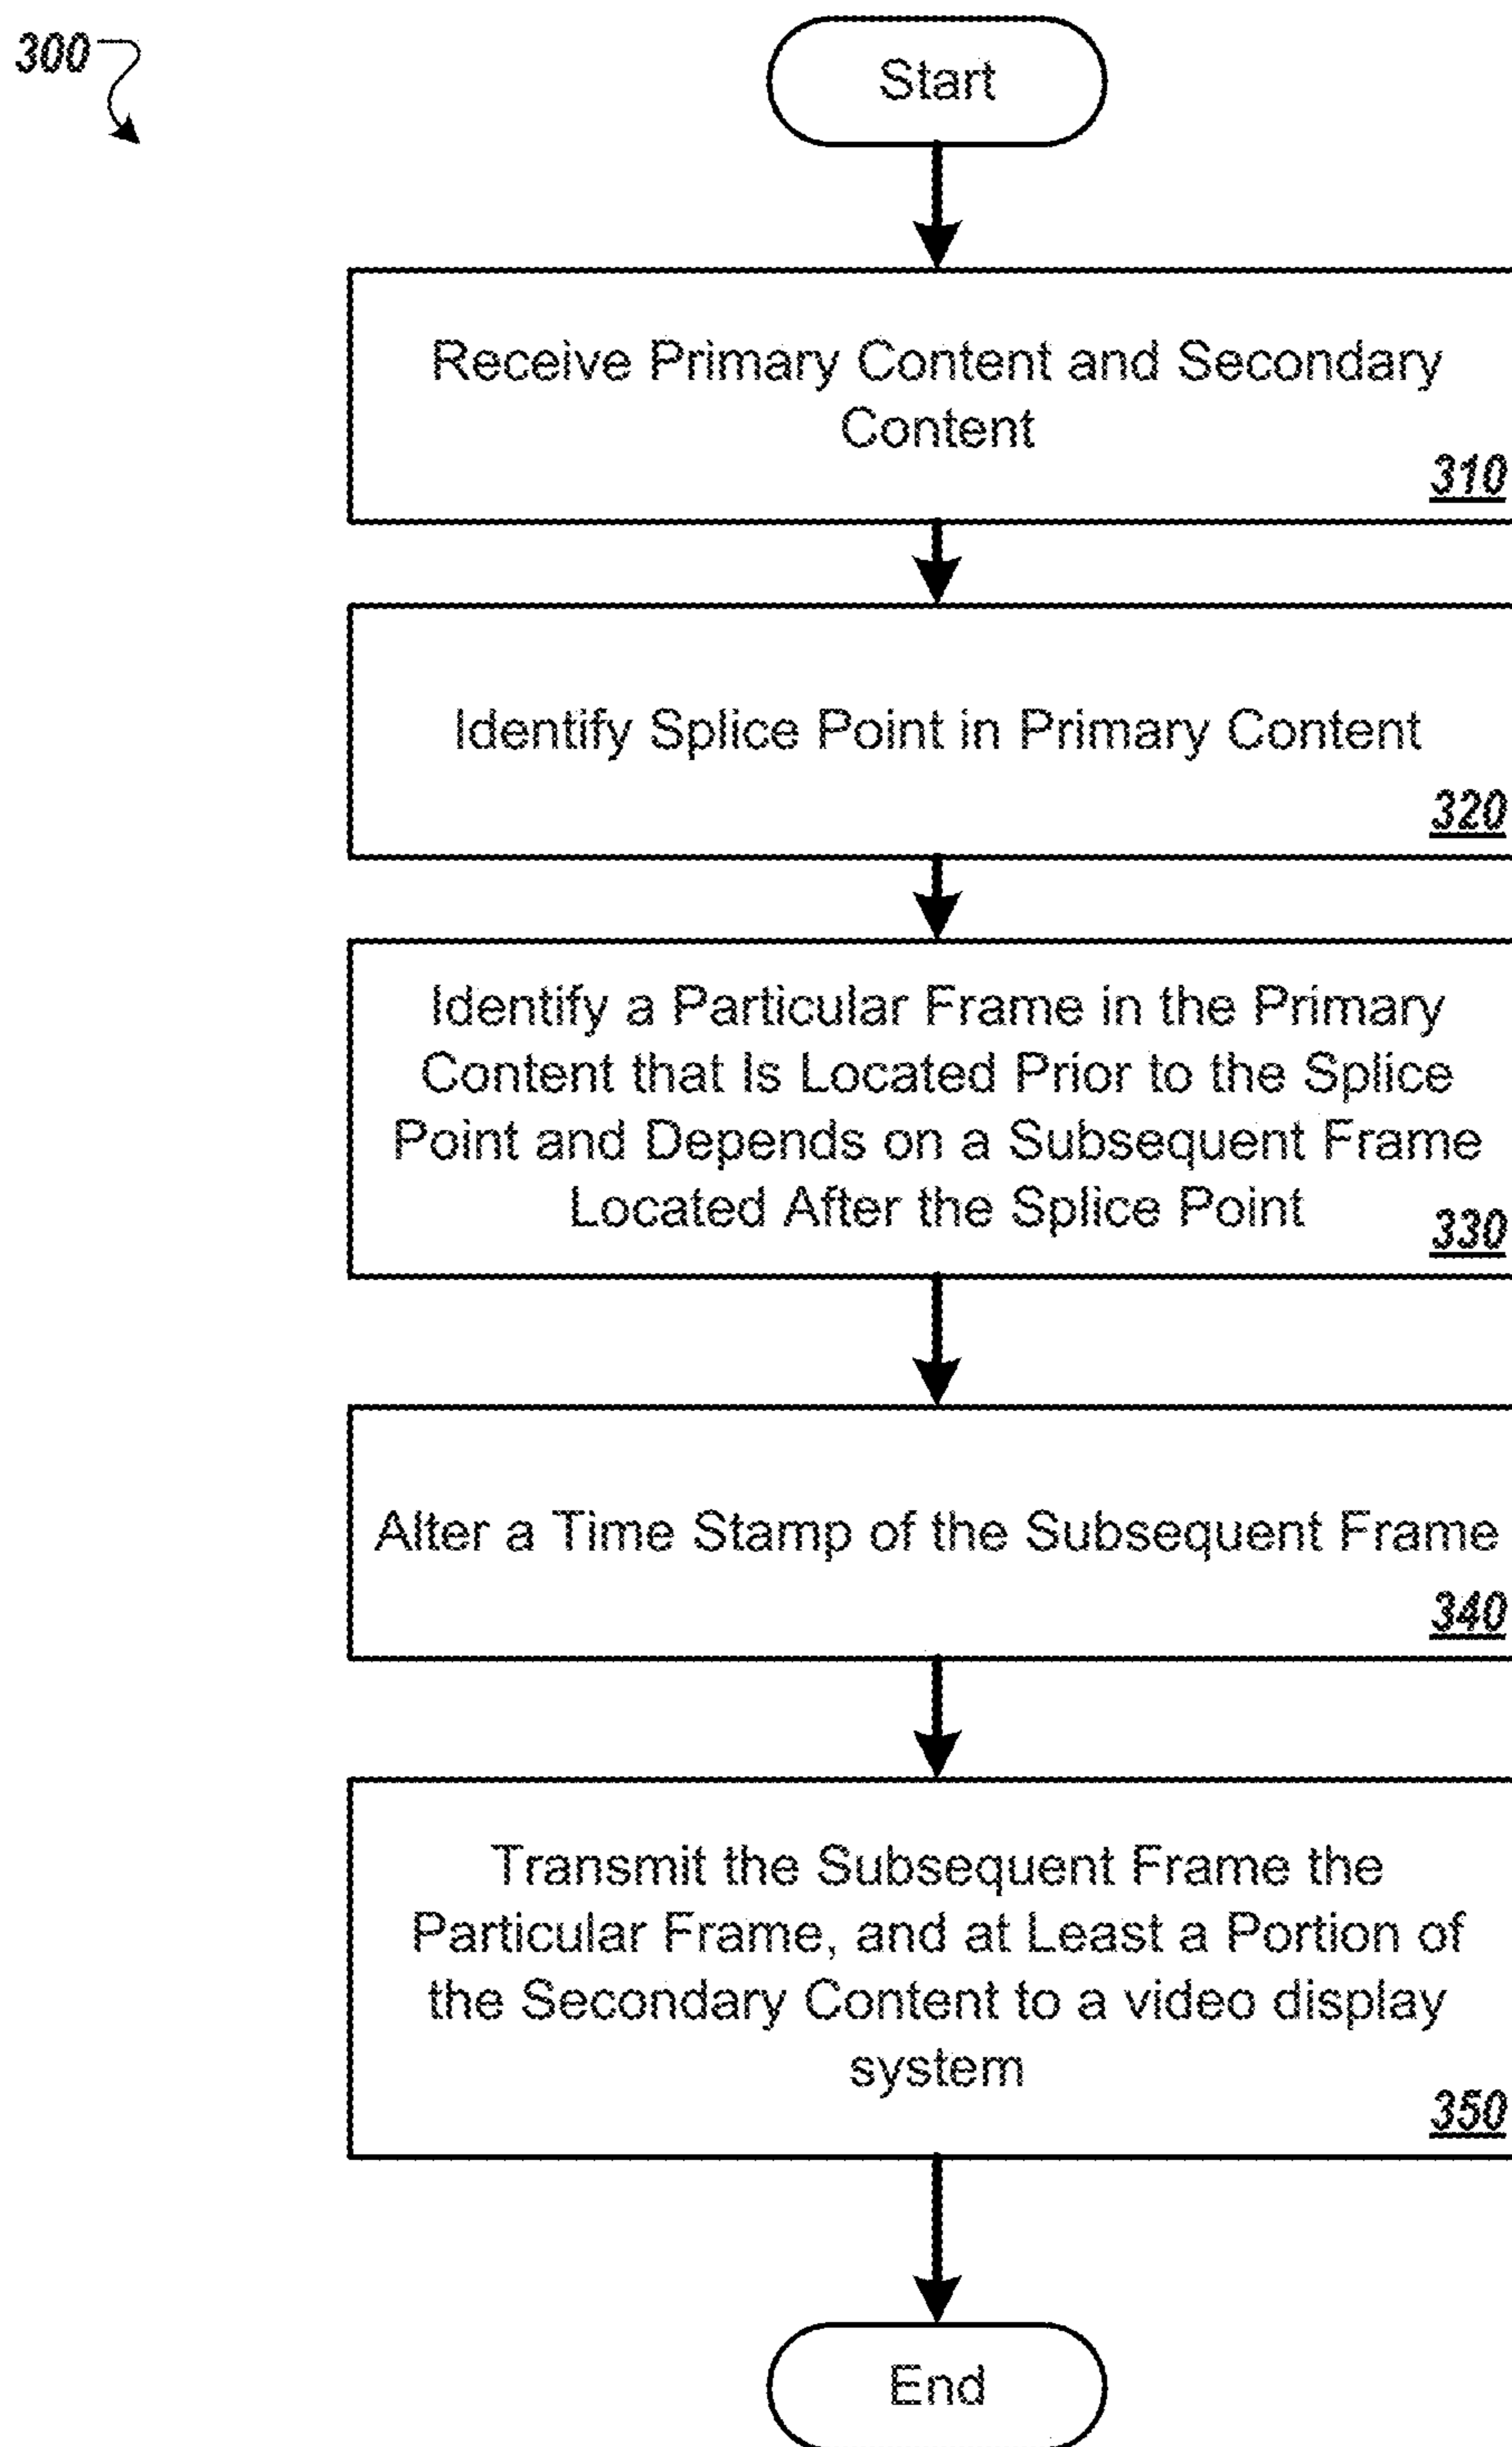 300
Start
Receive Primary Content and Secondary
Content
310
Identify Splice Point in Primary Content
320
Identify a Particular Frame in the Primary
Content that Is Located Prior to the Splice
Point and Depends on a Subsequent Frame
Located After the Splice Point
330
Alter a Time Stamp of the Subsequent Frame
340
Transmit the Subsequent Frame the
Particular Frame, and at Least a Portion of
the Secondary Content to a video display
system
350
End